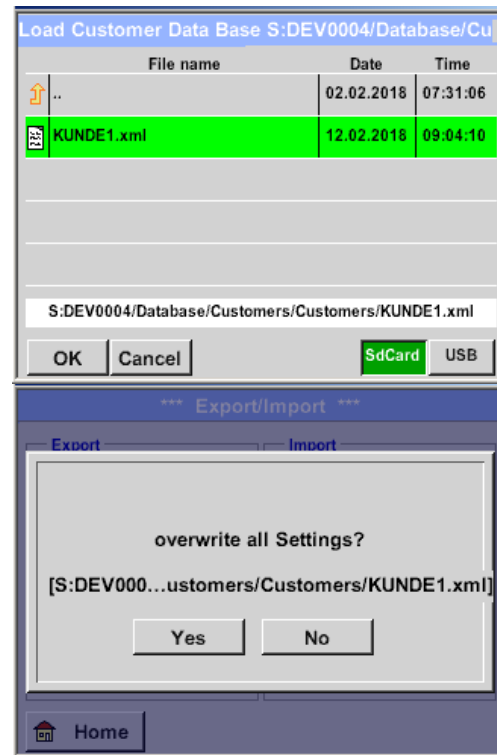 Load Customer Data Base S:DEV0004/Database/Cu
File name Date Time
.. 02.02.2018 07:31:06
KUNDE1.xml 12.02.2018 09:04:10
S:DEV0004/Database/Customers/Customers/KUNDE1.xml
OK Cancel SdCard USB
*** Export/Import ***
Export Import
overwrite all Settings?
[S:DEV000...ustomers/Customers/KUNDE1.xml]
Yes No
Home